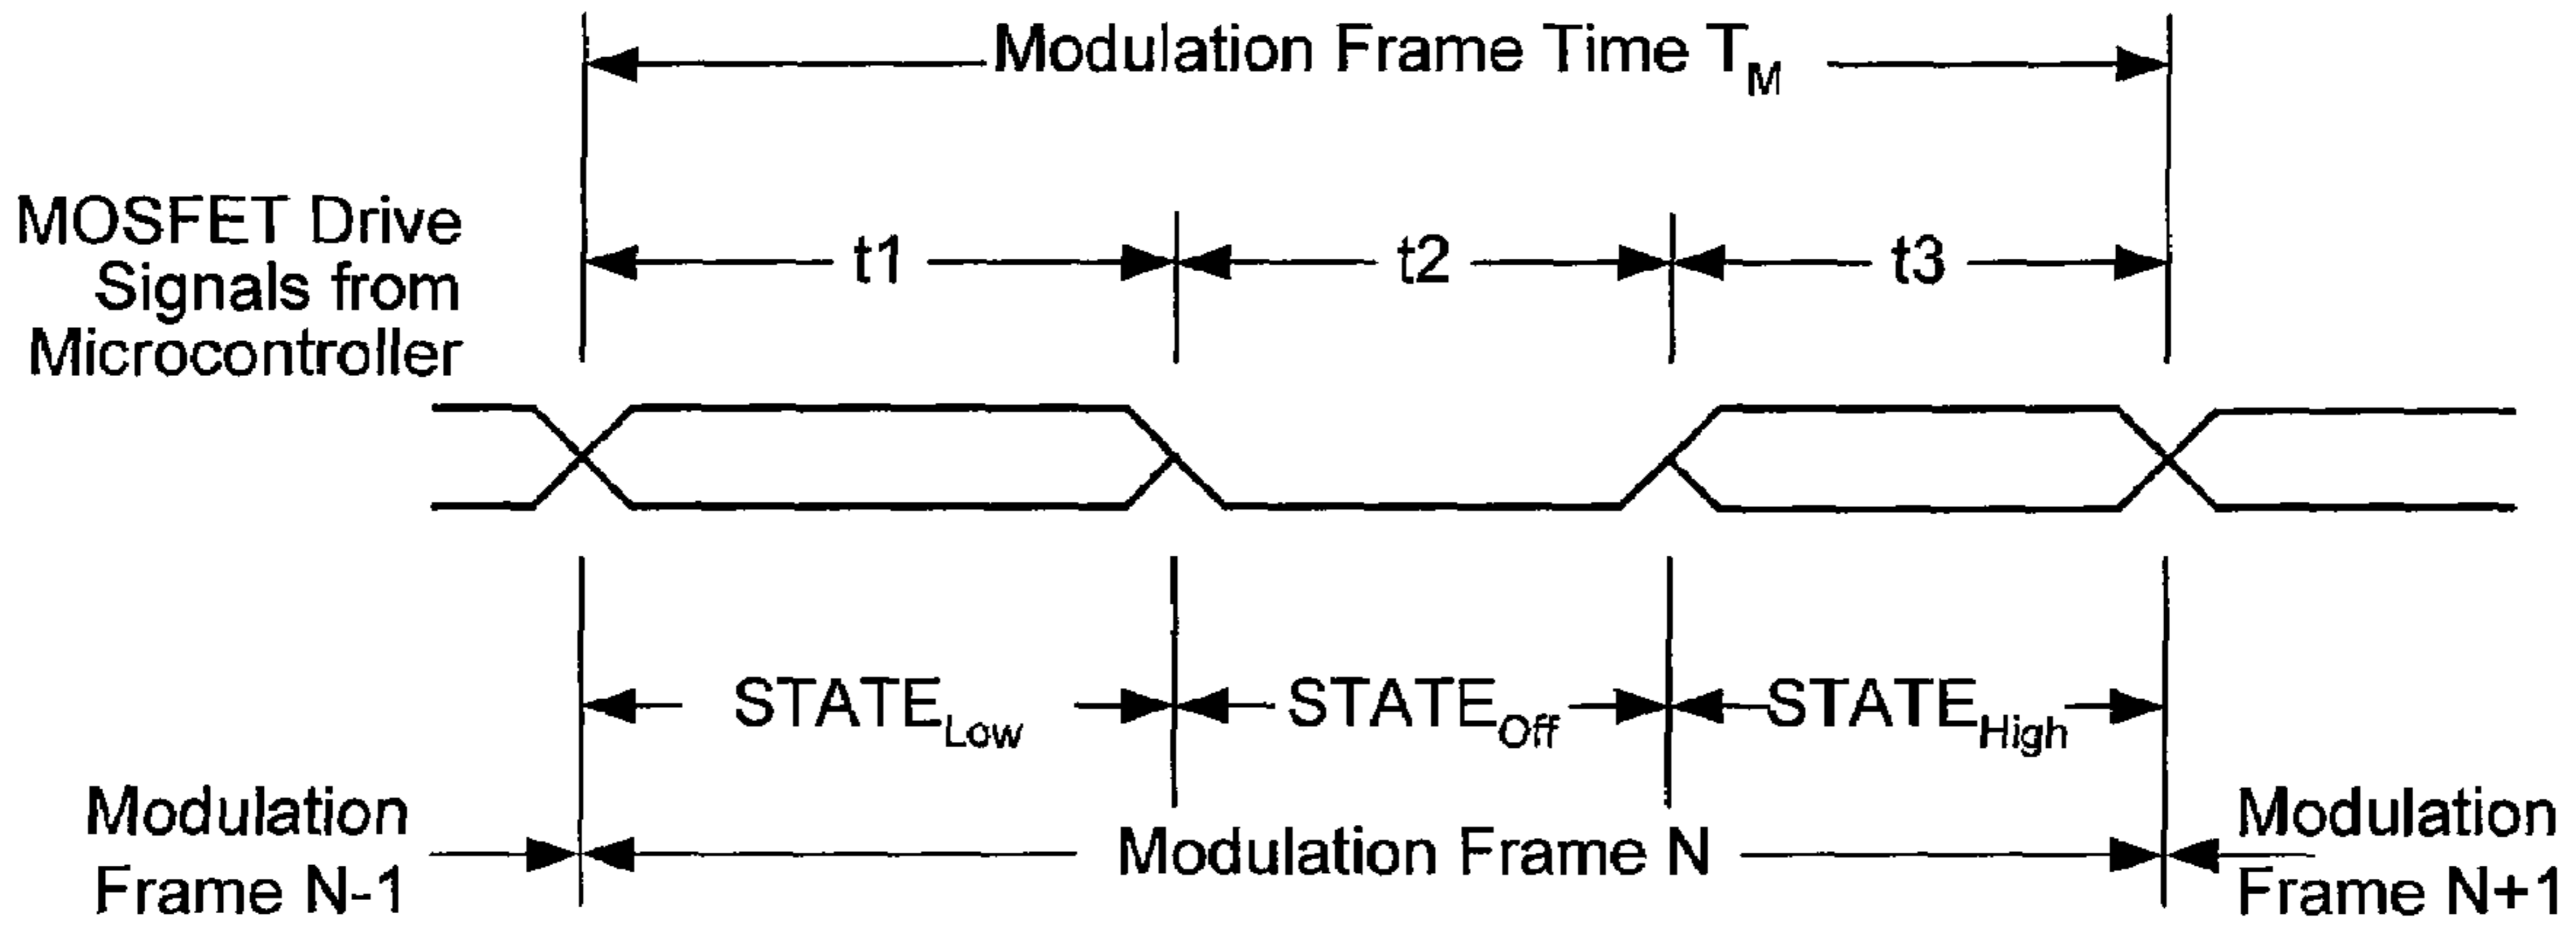 Modulation Frame Time T_M
MOSFET Drive
Signals from
Microcontroller
t1
t2
t3
STATE_Low
STATE_Off
STATE_High
Modulation
Frame N-1
Modulation Frame N
Modulation
Frame N+1